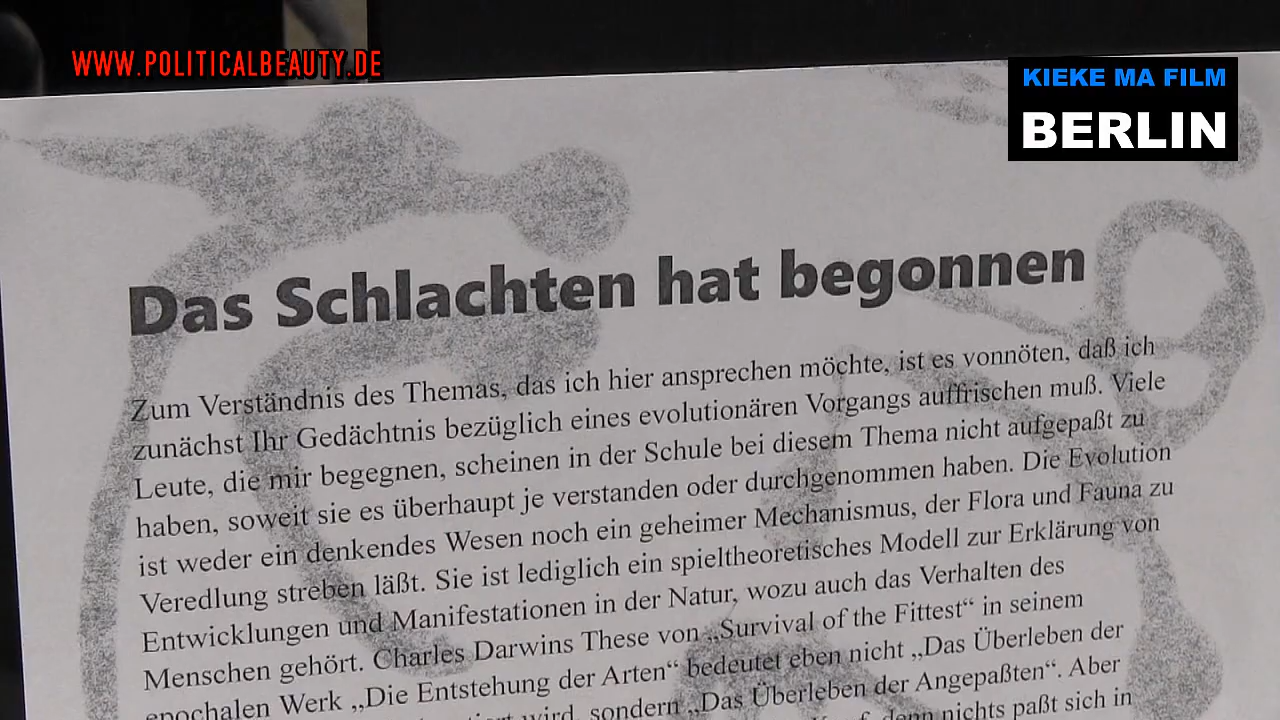 WWW.POLITICALBEAUTY.DE
KIEKE MA FILM
BERLIN
Das Schlachten hat begonnen
Zum Verständnis des Themas, das ich hier ansprechen möchte, ist es vonnöten, daß ich
zunächst Ihr Gedächtnis bezüglich eines evolutionären Vorgangs auffrischen muß. Viele
Leute, die mir begegnen, scheinen in der Schule bei diesem Thema nicht aufgepaßt zu
haben, soweit sie es überhaupt je verstanden oder durchgenommen haben. Die Evolution
ist weder ein denkendes Wesen noch ein geheimer Mechanismus, der Flora und Fauna zu
Veredlung streben läßt. Sie ist lediglich ein spieltheoretisches Modell zur Erklärung von
Entwicklungen und Manifestationen in der Natur, wozu auch das Verhalten des
Menschen gehört. Charles Darwins These von „Survival of the Fittest“ in seinem
epochalen Werk „Die Entstehung der Arten“ bedeutet eben nicht „Das Überleben der
wird, sondern „Das Überleben der Angepaßten“. Aber
denn nichts paßt sich in